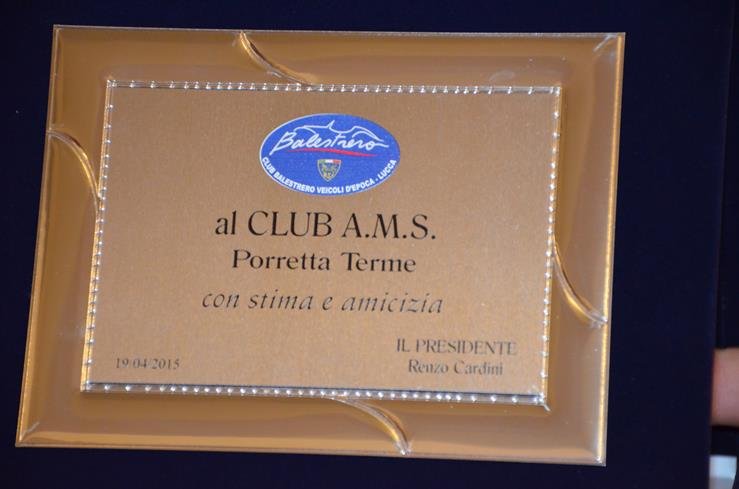 Balestrero
CLUB BALESTRERO VEICOLI D'EPOCA - LUCCA
al CLUB A.M.S.
Porretta Terme
con stima e amicizia
IL PRESIDENTE
19/04/2015
Renzo Cardini